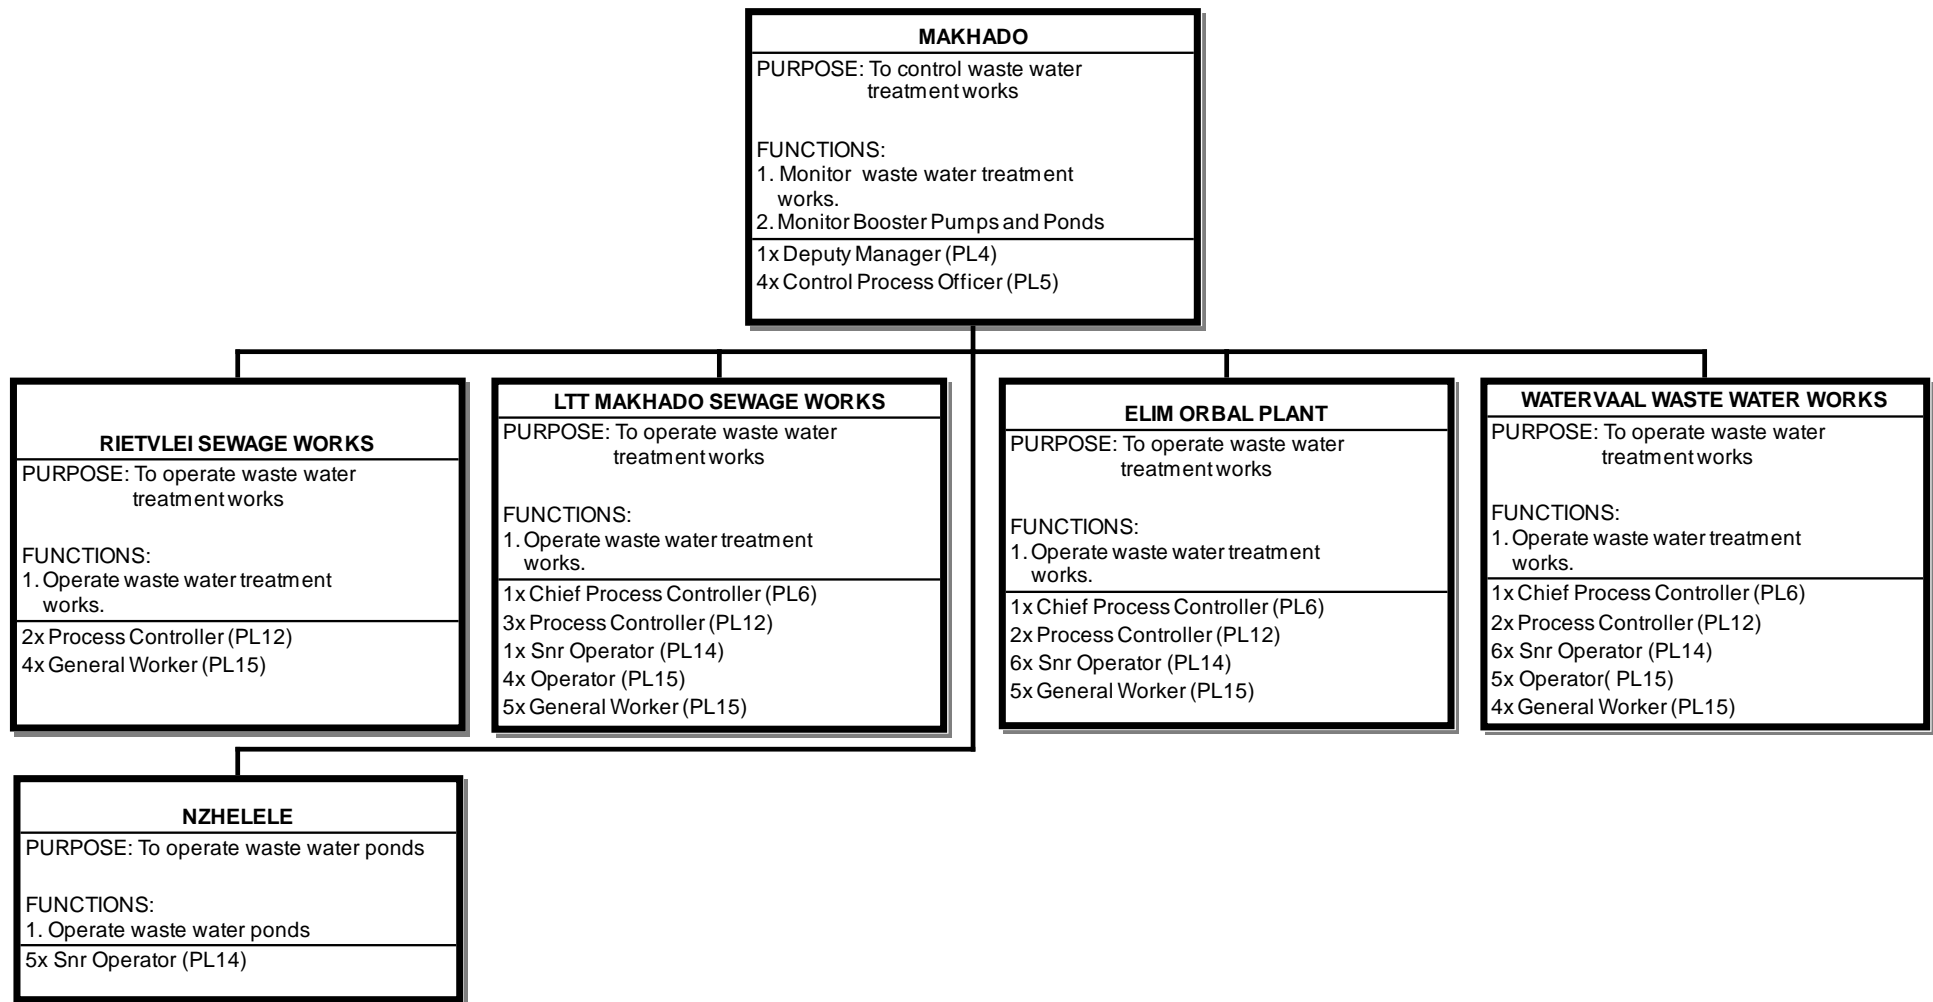 MAKHADO
PURPOSE: To control waste water
treatment works
FUNCTIONS:
1. Monitor waste water treatment
works.
2. Monitor Booster Pumps and Ponds
1x Deputy Manager (PL4)
4x Control Process Officer (PL5)
RIETVLEI SEWAGE WORKS
PURPOSE: To operate waste water
treatment works
FUNCTIONS:
1. Operate waste water treatment
works.
2x Process Controller (PL12)
4x General Worker (PL15)
LTT MAKHADO SEWAGE WORKS
PURPOSE: To operate waste water
treatment works
FUNCTIONS:
1. Operate waste water treatment
works.
1x Chief Process Controller (PL6)
3x Process Controller (PL12)
1x Snr Operator (PL14)
4x Operator (PL15)
5x General Worker (PL15)
ELIM ORBAL PLANT
PURPOSE: To operate waste water
treatment works
FUNCTIONS:
1. Operate waste water treatment
works.
1x Chief Process Controller (PL6)
2x Process Controller (PL12)
6x Snr Operator (PL14)
5x General Worker (PL15)
WATERVAAL WASTE WATER WORKS
PURPOSE: To operate waste water
treatment works
FUNCTIONS:
1. Operate waste water treatment
works.
1x Chief Process Controller (PL6)
2x Process Controller (PL12)
6x Snr Operator (PL14)
5x Operator( PL15)
4x General Worker (PL15)
NZHELELE
PURPOSE: To operate waste water ponds
FUNCTIONS:
1. Operate waste water ponds
5x Snr Operator (PL14)